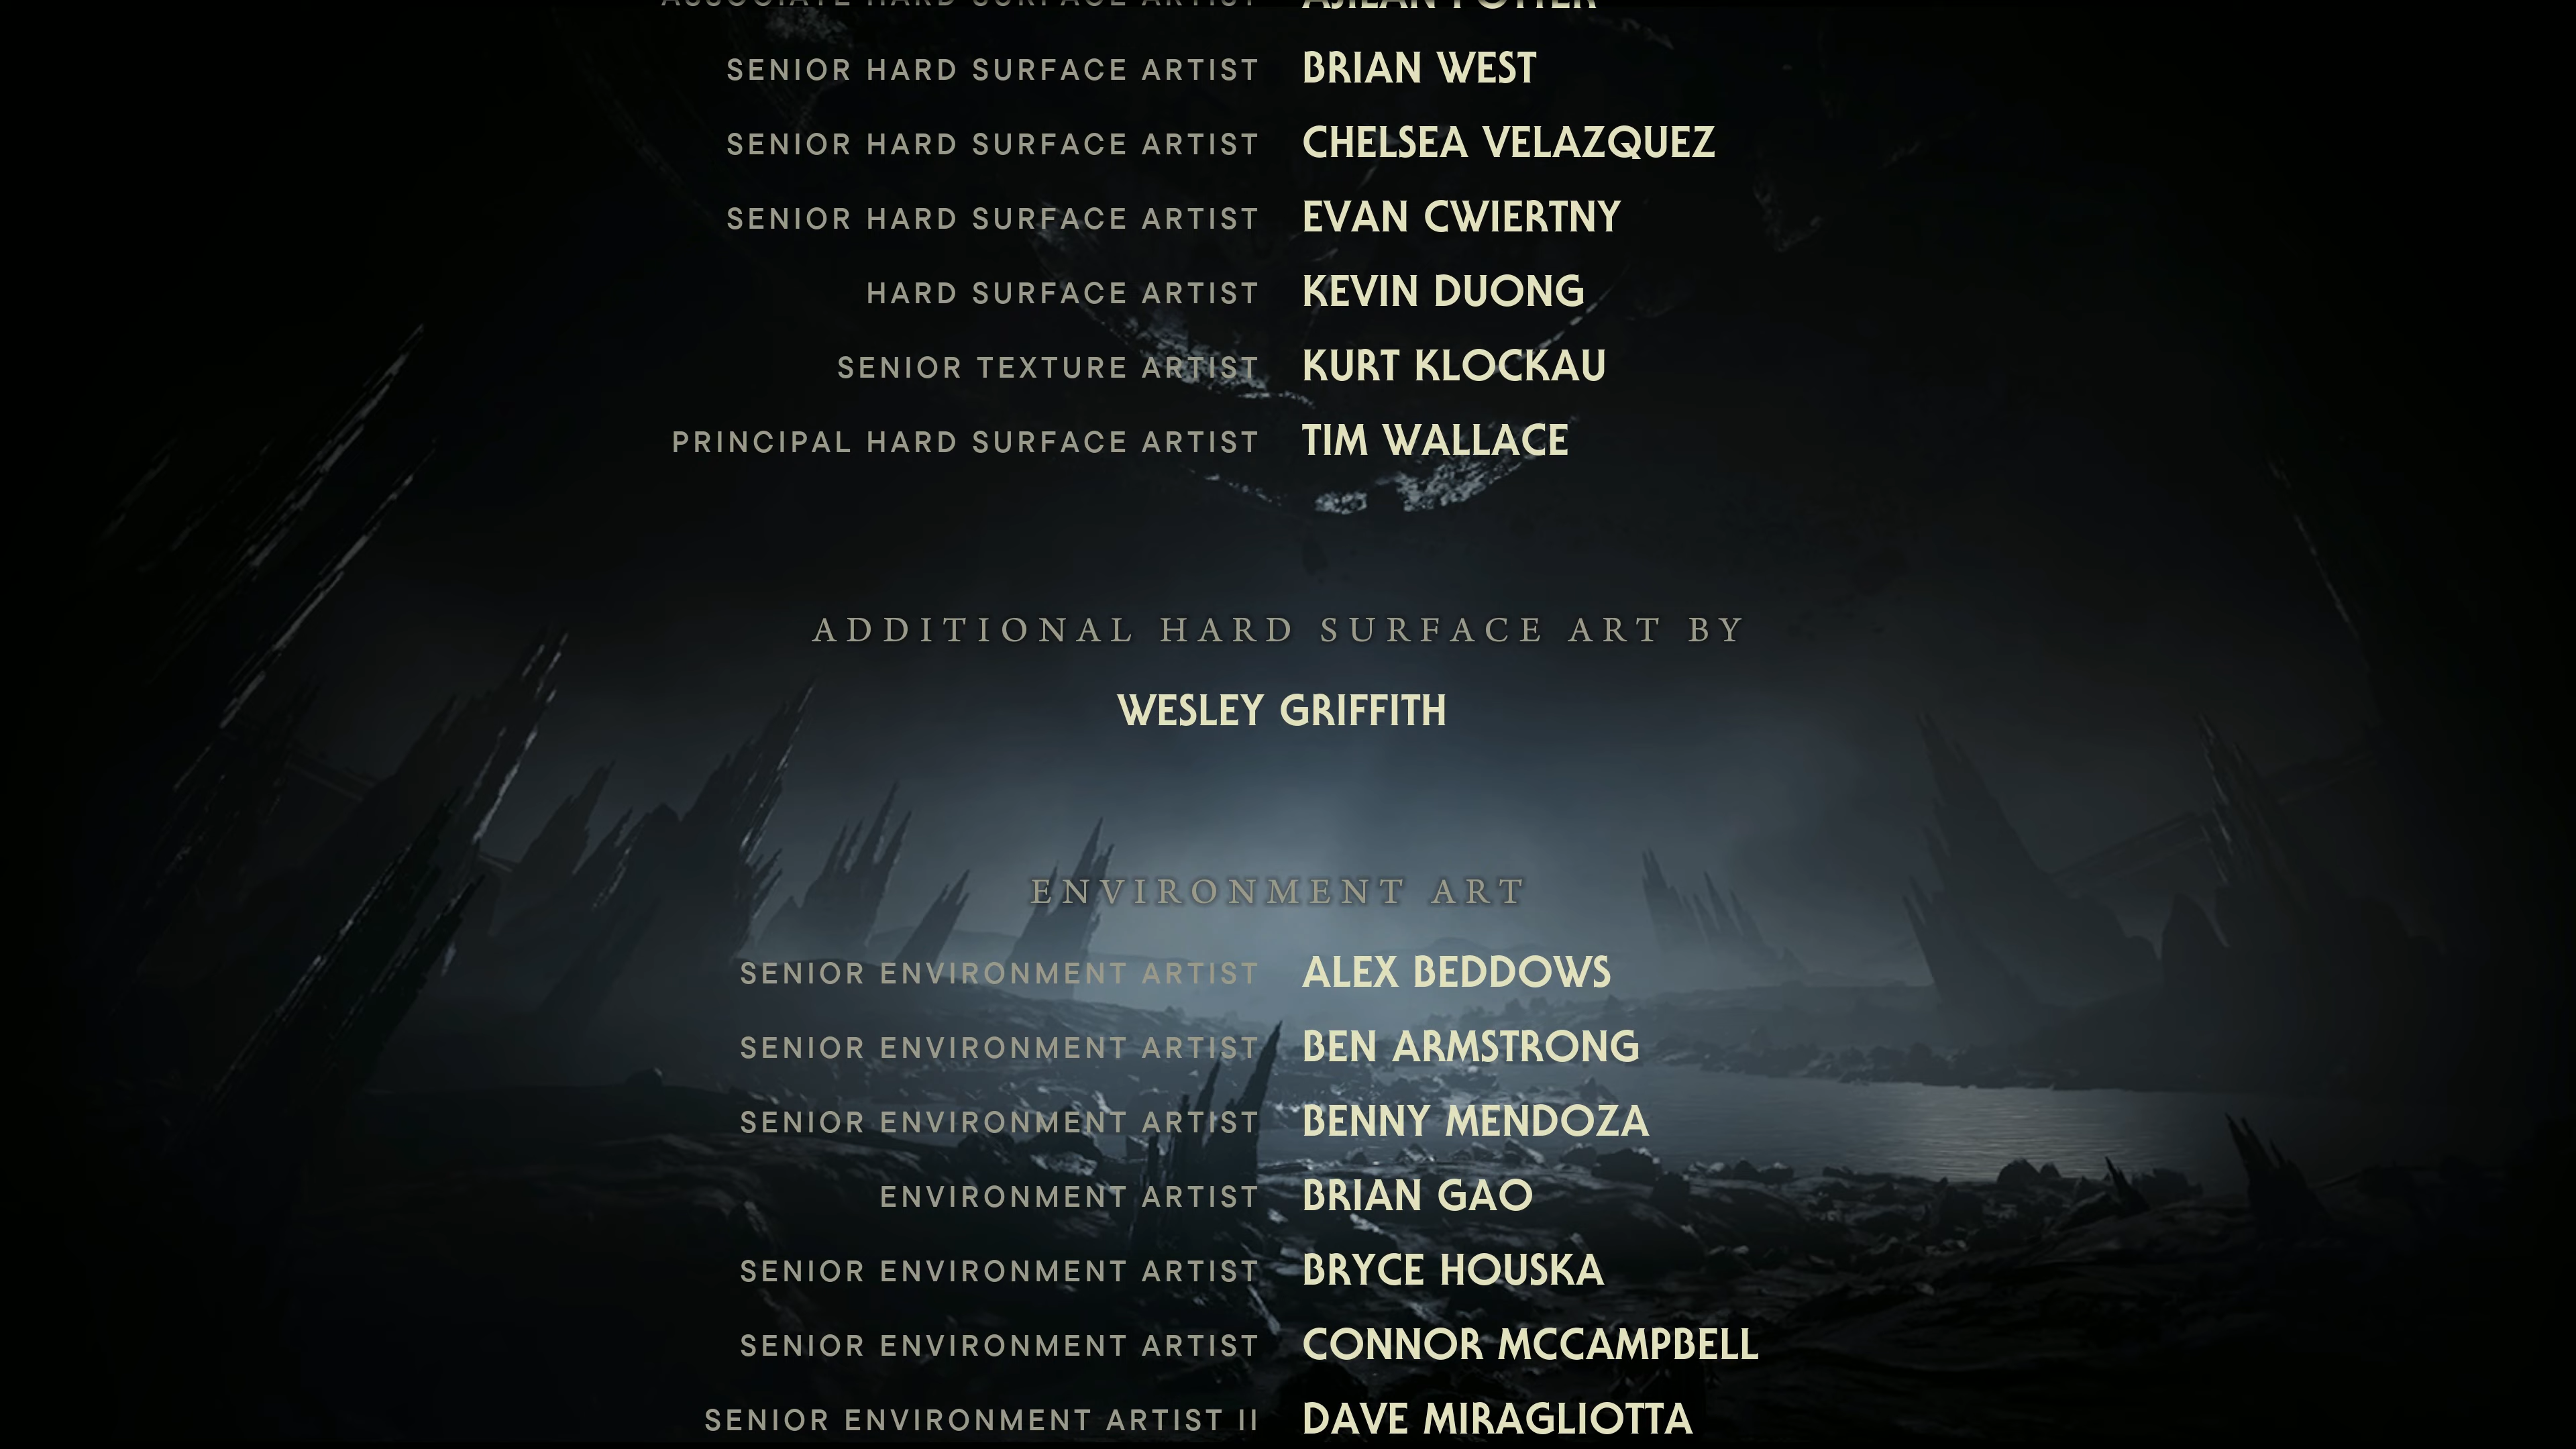 ASSOCIATE HARD SURFACE ARTIST
SENIOR HARD SURFACE ARTIST BRIAN WEST
SENIOR HARD SURFACE ARTIST CHELSEA VELAZQUEZ
SENIOR HARD SURFACE ARTIST EVAN CWIERTNY
HARD SURFACE ARTIST KEVIN DUONG
SENIOR TEXTURE ARTIST KURT KLOCKAU
PRINCIPAL HARD SURFACE ARTIST TIM WALLACE
ADDITIONAL HARD SURFACE ART BY
WESLEY GRIFFITH
ENVIRONMENT ART
SENIOR ENVIRONMENT ARTIST ALEX BEDDOWS
SENIOR ENVIRONMENT ARTIST BEN ARMSTRONG
SENIOR ENVIRONMENT ARTIST BENNY MENDOZA
ENVIRONMENT ARTIST BRIAN GAO
SENIOR ENVIRONMENT ARTIST BRYCE HOUSKA
SENIOR ENVIRONMENT ARTIST CONNOR MCCAMPBELL
SENIOR ENVIRONMENT ARTIST II DAVE MIRAGLIOTTA